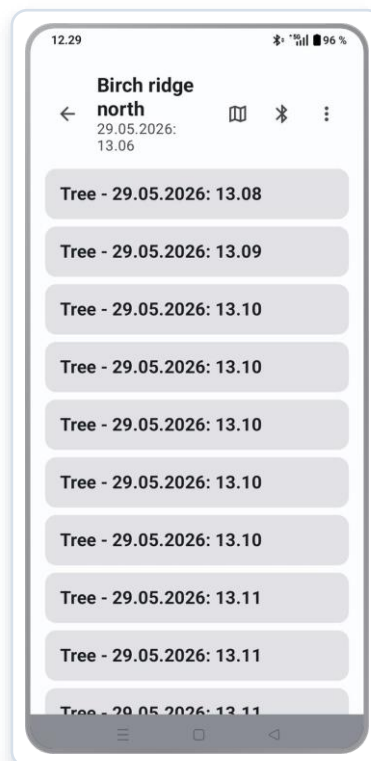 12.29
5G
96 %
Birch ridge
north
29.05.2026:
13.06
Tree - 29.05.2026: 13.08
Tree - 29.05.2026: 13.09
Tree - 29.05.2026: 13.10
Tree - 29.05.2026: 13.10
Tree - 29.05.2026: 13.10
Tree - 29.05.2026: 13.10
Tree - 29.05.2026: 13.10
Tree - 29.05.2026: 13.11
Tree - 29.05.2026: 13.11
Tree - 29.05.2026: 13.11